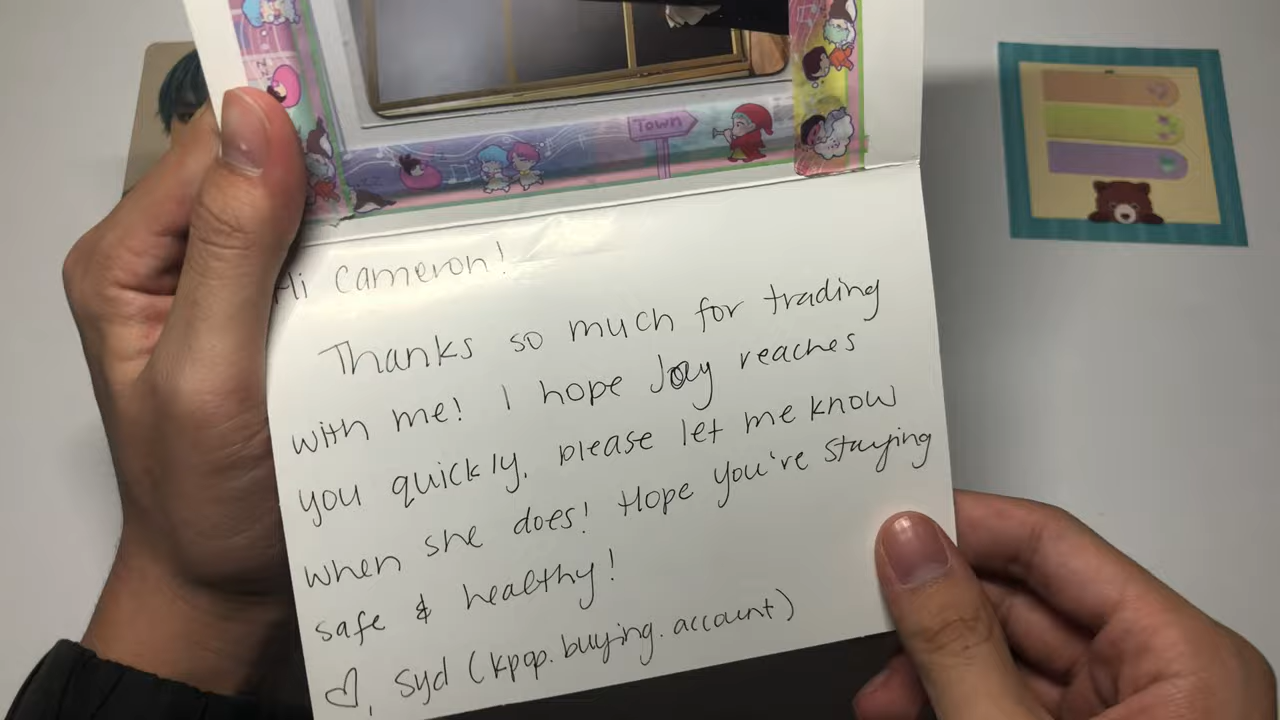 Town
Hi Cameron!
Thanks so much for trading
with me! I hope Joy reaches
you quickly, please let me know
when she does! Hope you're staying
safe & healthy!
♡, Syd (kpop.buying.account)